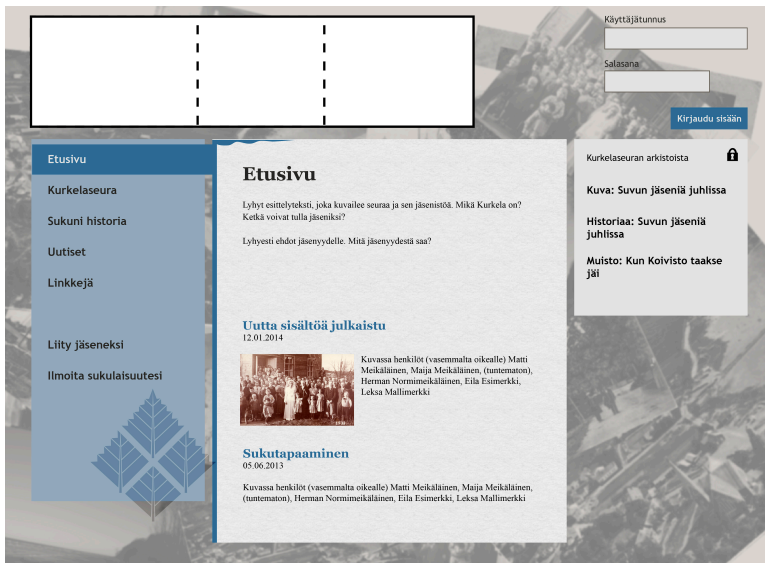 Käyttäjätunnus
Salasana
Kirjaudu sisään
Etusivu
Kurkelaseura
Sukuni historia
Uutiset
Linkkejä
Liity jäseneksi
Ilmoita sukulaisuutesi
Etusivu
Lyhyt esittelyteksti, joka kuvailee seuraa ja sen jäsenistöä. Mikä Kurkela on?
Ketkä voivat tulla jäseniksi?
Lyhyesti ehdot jäsenyydelle. Mitä jäsenyydestä saa?
Uutta sisältöä julkaistu
12.01.2014
Kuvassa henkilöt (vasemmalta oikealle) Matti
Meikäläinen, Maija Meikäläinen, (tuntematon),
Herman Normimeikäläinen, Eila Esimerkki,
Leksa Mallimerkki
Sukutapaaminen
05.06.2013
Kuvassa henkilöt (vasemmalta oikealle) Matti Meikäläinen, Maija Meikäläinen,
(tuntematon), Herman Normimeikäläinen, Eila Esimerkki, Leksa Mallimerkki
Kurkelaseuran arkistoista
Kuva: Suvun jäseniä juhlissa
Historiaa: Suvun jäseniä
juhlissa
Muisto: Kun Koivisto taakse
jäi